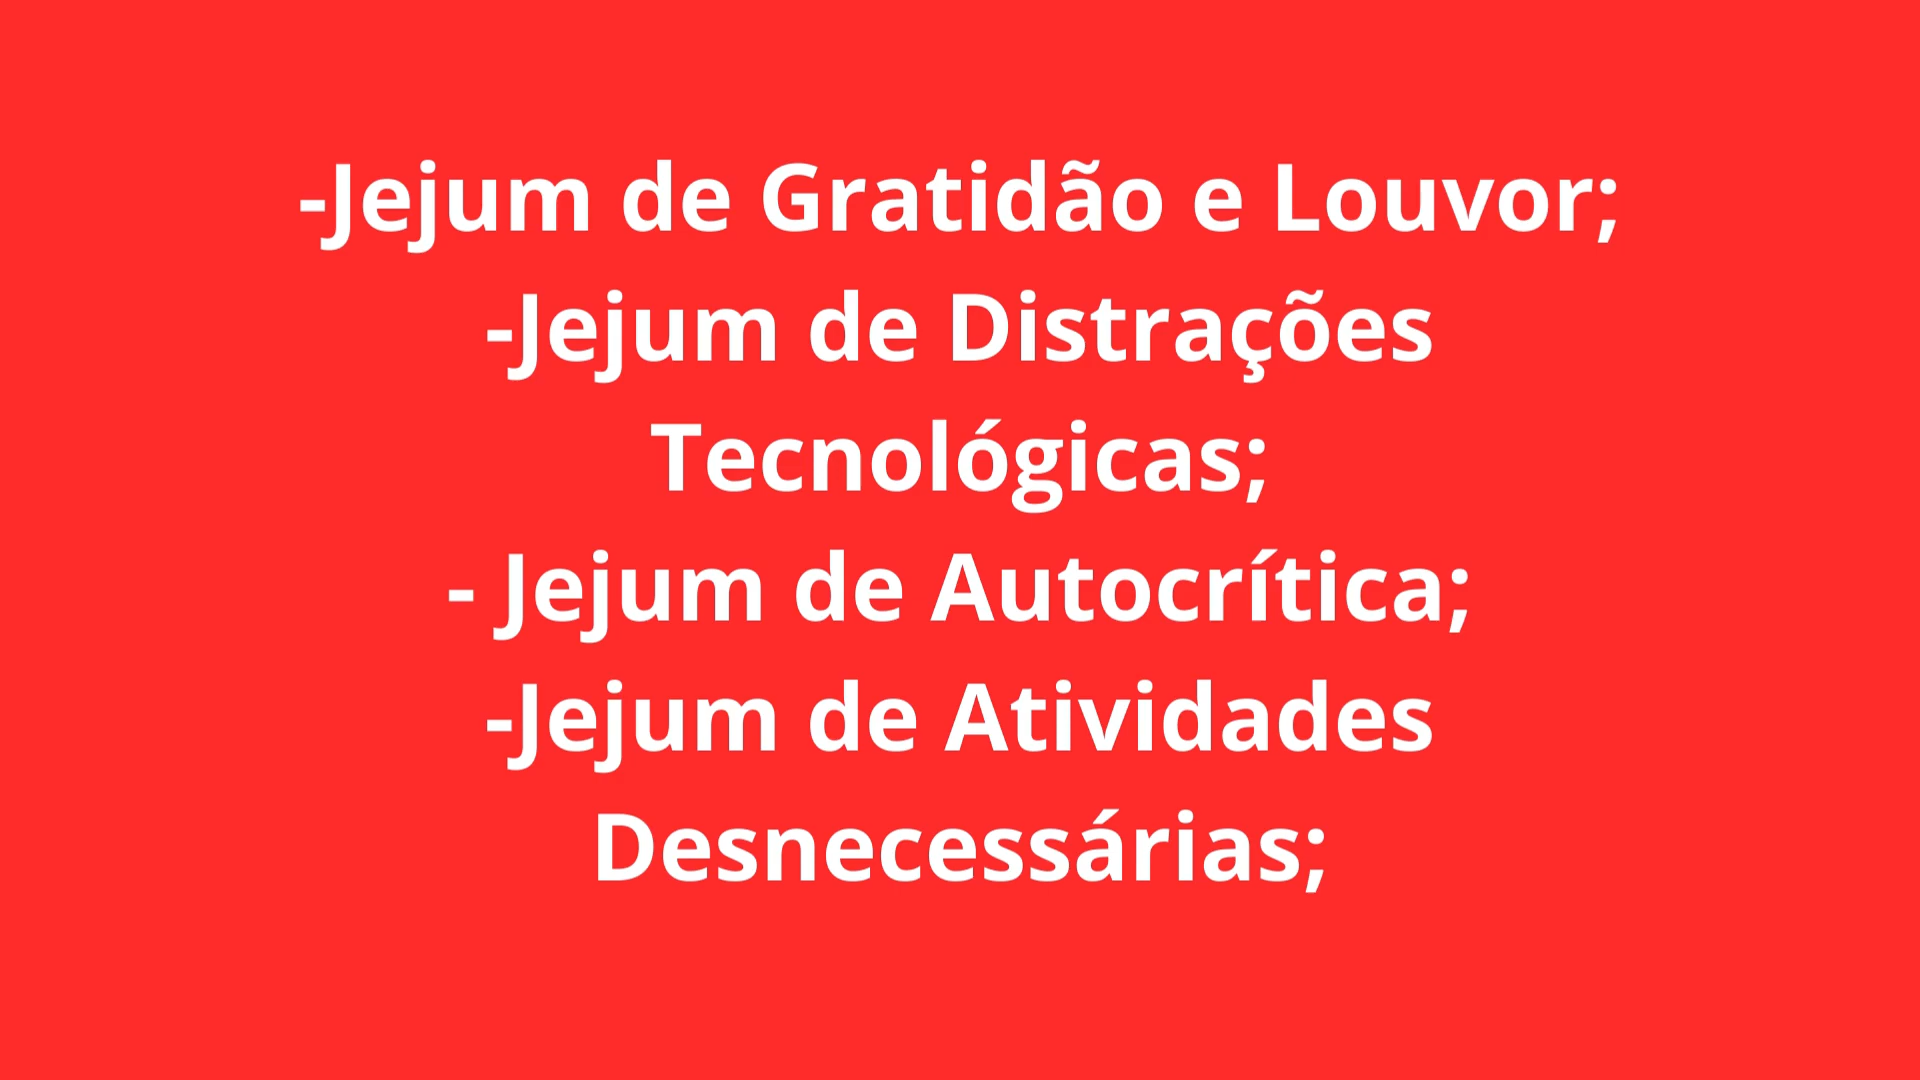 -Jejum de Gratidão e Louvor;
-Jejum de Distrações
Tecnológicas;
- Jejum de Autocrítica;
-Jejum de Atividades
Desnecessárias;